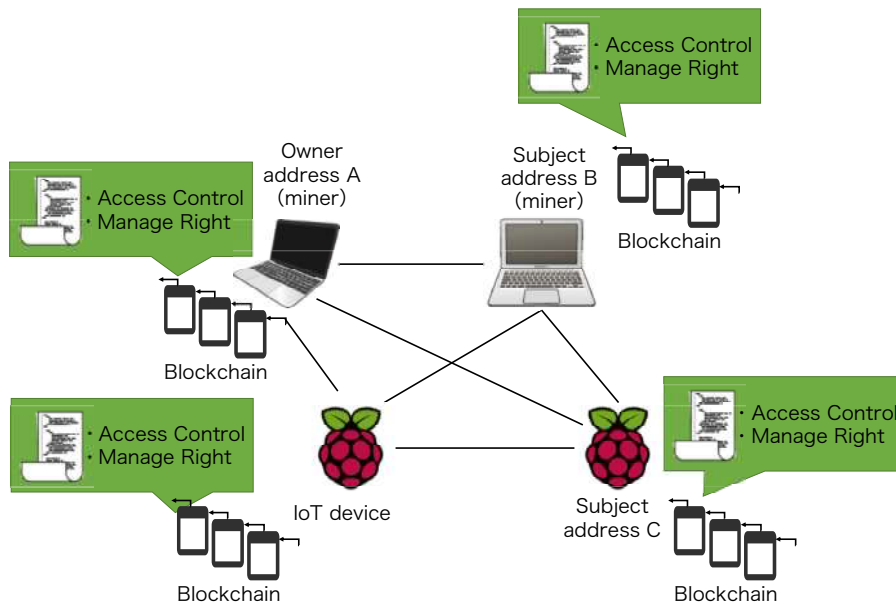 · Access Control
· Manage Right
Owner
address A
(miner)
Subject
address B
(miner)
Blockchain
· Access Control
· Manage Right
Blockchain
· Access Control
· Manage Right
IoT device
Blockchain
· Access Control
· Manage Right
Subject
address C
Blockchain